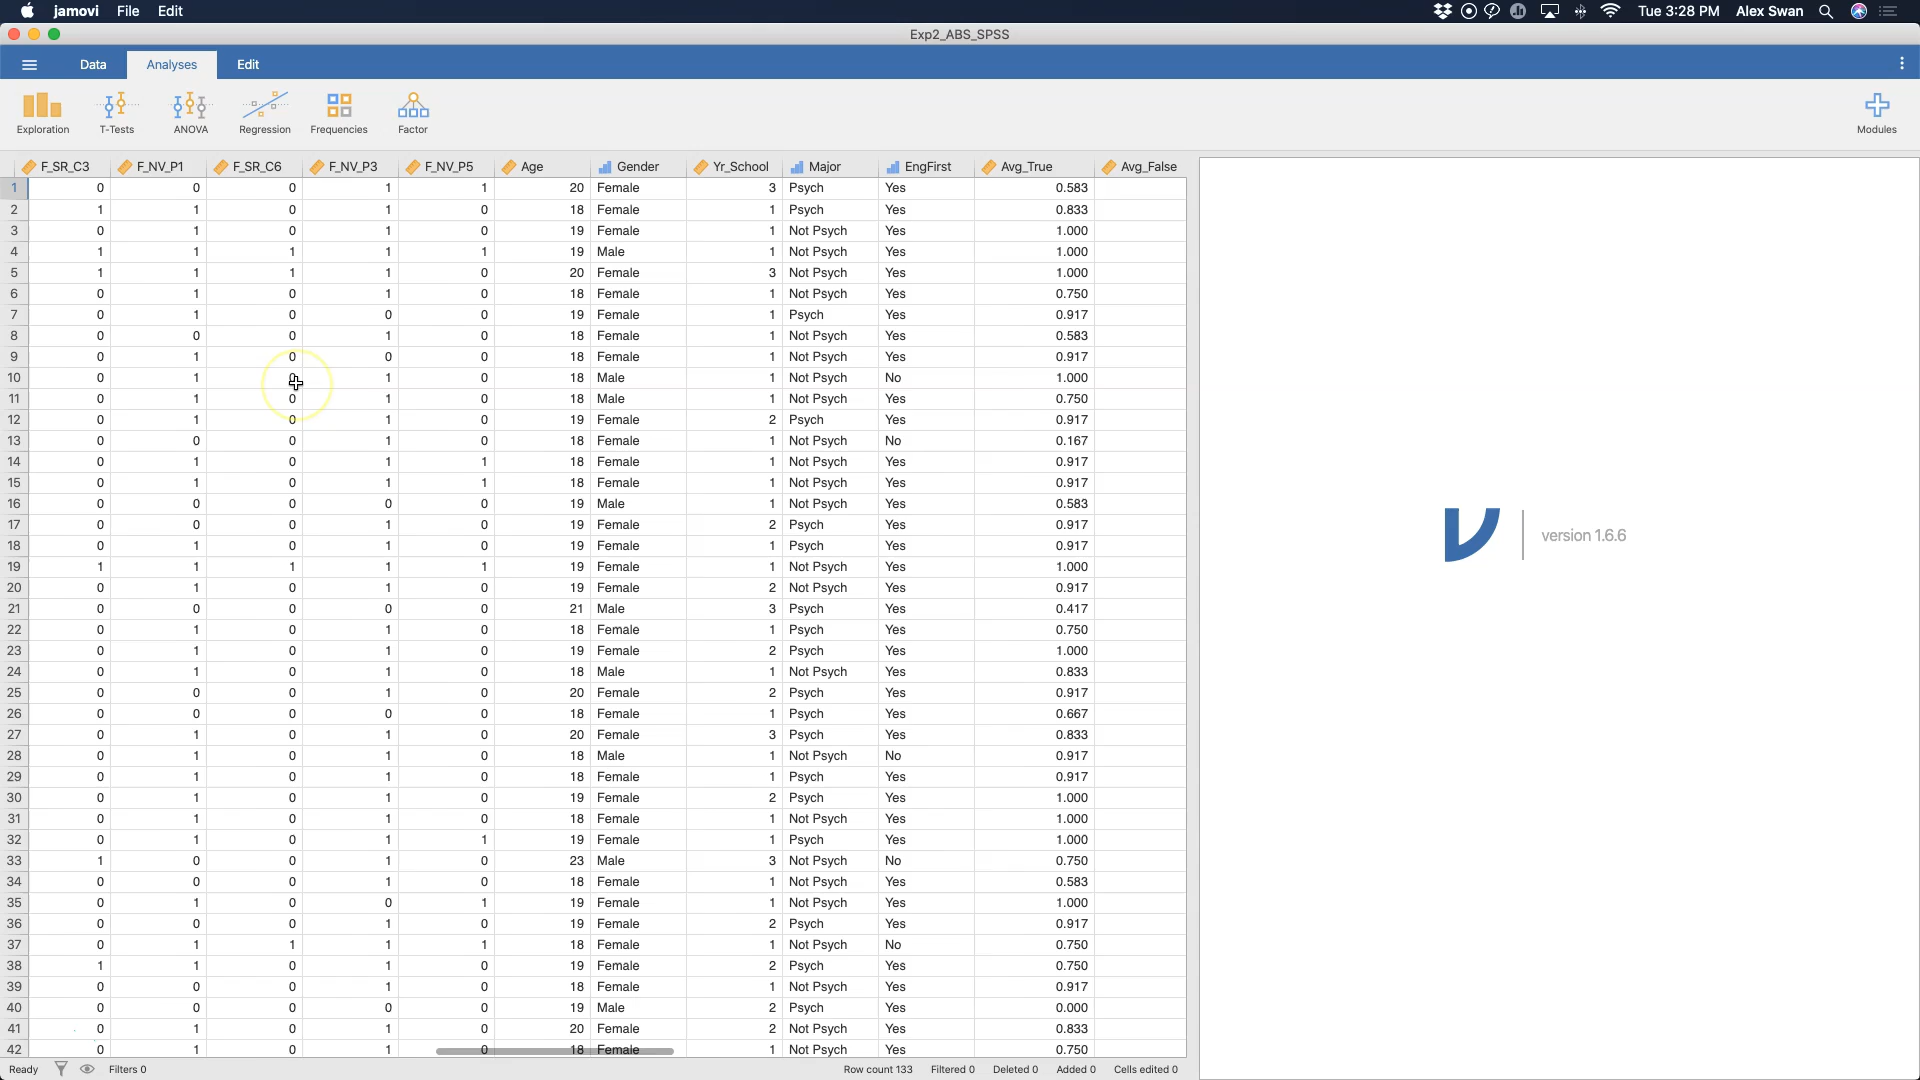 jamovi File Edit Tue 3:28 PM Alex Swan
Exp2_ABS_SPSS
Data Analyses Edit
Exploration T-Tests ANOVA Regression Frequencies Factor Modules
F_SR_C3 F_NV_P1 F_SR_C6 F_NV_P3 F_NV_P5 Age Gender Yr_School Major EngFirst Avg_True Avg_False
1 0 0 0 1 1 20 Female 3 Psych Yes 0.583
2 1 1 0 1 0 18 Female 1 Psych Yes 0.833
3 0 1 0 1 0 19 Female 1 Not Psych Yes 1.000
4 1 1 1 1 1 19 Male 1 Not Psych Yes 1.000
5 1 1 1 1 0 20 Female 3 Not Psych Yes 1.000
6 0 1 0 1 0 18 Female 1 Not Psych Yes 0.750
7 0 1 0 0 0 19 Female 1 Psych Yes 0.917
8 0 0 0 1 0 18 Female 1 Not Psych Yes 0.583
9 0 1 0 0 0 18 Female 1 Not Psych Yes 0.917
10 0 1 0 1 0 18 Male 1 Not Psych No 1.000
11 0 1 0 1 0 18 Male 1 Not Psych Yes 0.750
12 0 1 0 1 0 19 Female 2 Psych Yes 0.917
13 0 0 0 1 0 18 Female 1 Not Psych No 0.167
14 0 1 0 1 1 18 Female 1 Not Psych Yes 0.917
15 0 1 0 1 1 18 Female 1 Not Psych Yes 0.917
16 0 0 0 0 0 19 Male 1 Not Psych Yes 0.583
17 0 0 0 1 0 19 Female 2 Psych Yes 0.917
18 0 1 0 1 0 19 Female 1 Psych Yes 0.917
19 1 1 1 1 1 19 Female 1 Not Psych Yes 1.000
20 0 1 0 1 0 19 Female 2 Not Psych Yes 0.917
21 0 0 0 0 0 21 Male 3 Psych Yes 0.417
22 0 1 0 1 0 18 Female 1 Psych Yes 0.750
23 0 1 0 1 0 19 Female 2 Psych Yes 1.000
24 0 1 0 1 0 18 Male 1 Not Psych Yes 0.833
25 0 0 0 1 0 20 Female 2 Psych Yes 0.917
26 0 0 0 0 0 18 Female 1 Psych Yes 0.667
27 0 1 0 1 0 20 Female 3 Psych Yes 0.833
28 0 1 0 1 0 18 Male 1 Not Psych No 0.917
29 0 1 0 1 0 18 Female 1 Psych Yes 0.917
30 0 1 0 1 0 19 Female 2 Psych Yes 1.000
31 0 1 0 1 0 18 Female 1 Not Psych Yes 1.000
32 0 1 0 1 1 19 Female 1 Psych Yes 1.000
33 1 0 0 1 0 23 Male 3 Not Psych No 0.750
34 0 0 0 1 0 18 Female 1 Not Psych Yes 0.583
35 0 1 0 0 1 19 Female 1 Not Psych Yes 1.000
36 0 0 0 1 0 19 Female 2 Psych Yes 0.917
37 0 1 1 1 1 18 Female 1 Not Psych No 0.750
38 1 1 0 1 0 19 Female 2 Psych Yes 0.750
39 0 0 0 1 0 18 Female 1 Not Psych Yes 0.917
40 0 0 0 0 0 19 Male 2 Psych Yes 0.000
41 0 1 0 1 0 20 Female 2 Not Psych Yes 0.833
42 0 1 0 1 0 18 Female 1 Not Psych Yes 0.750
version 1.6.6
Ready Filters 0 Row count 133 Filtered 0 Deleted 0 Added 0 Cells edited 0